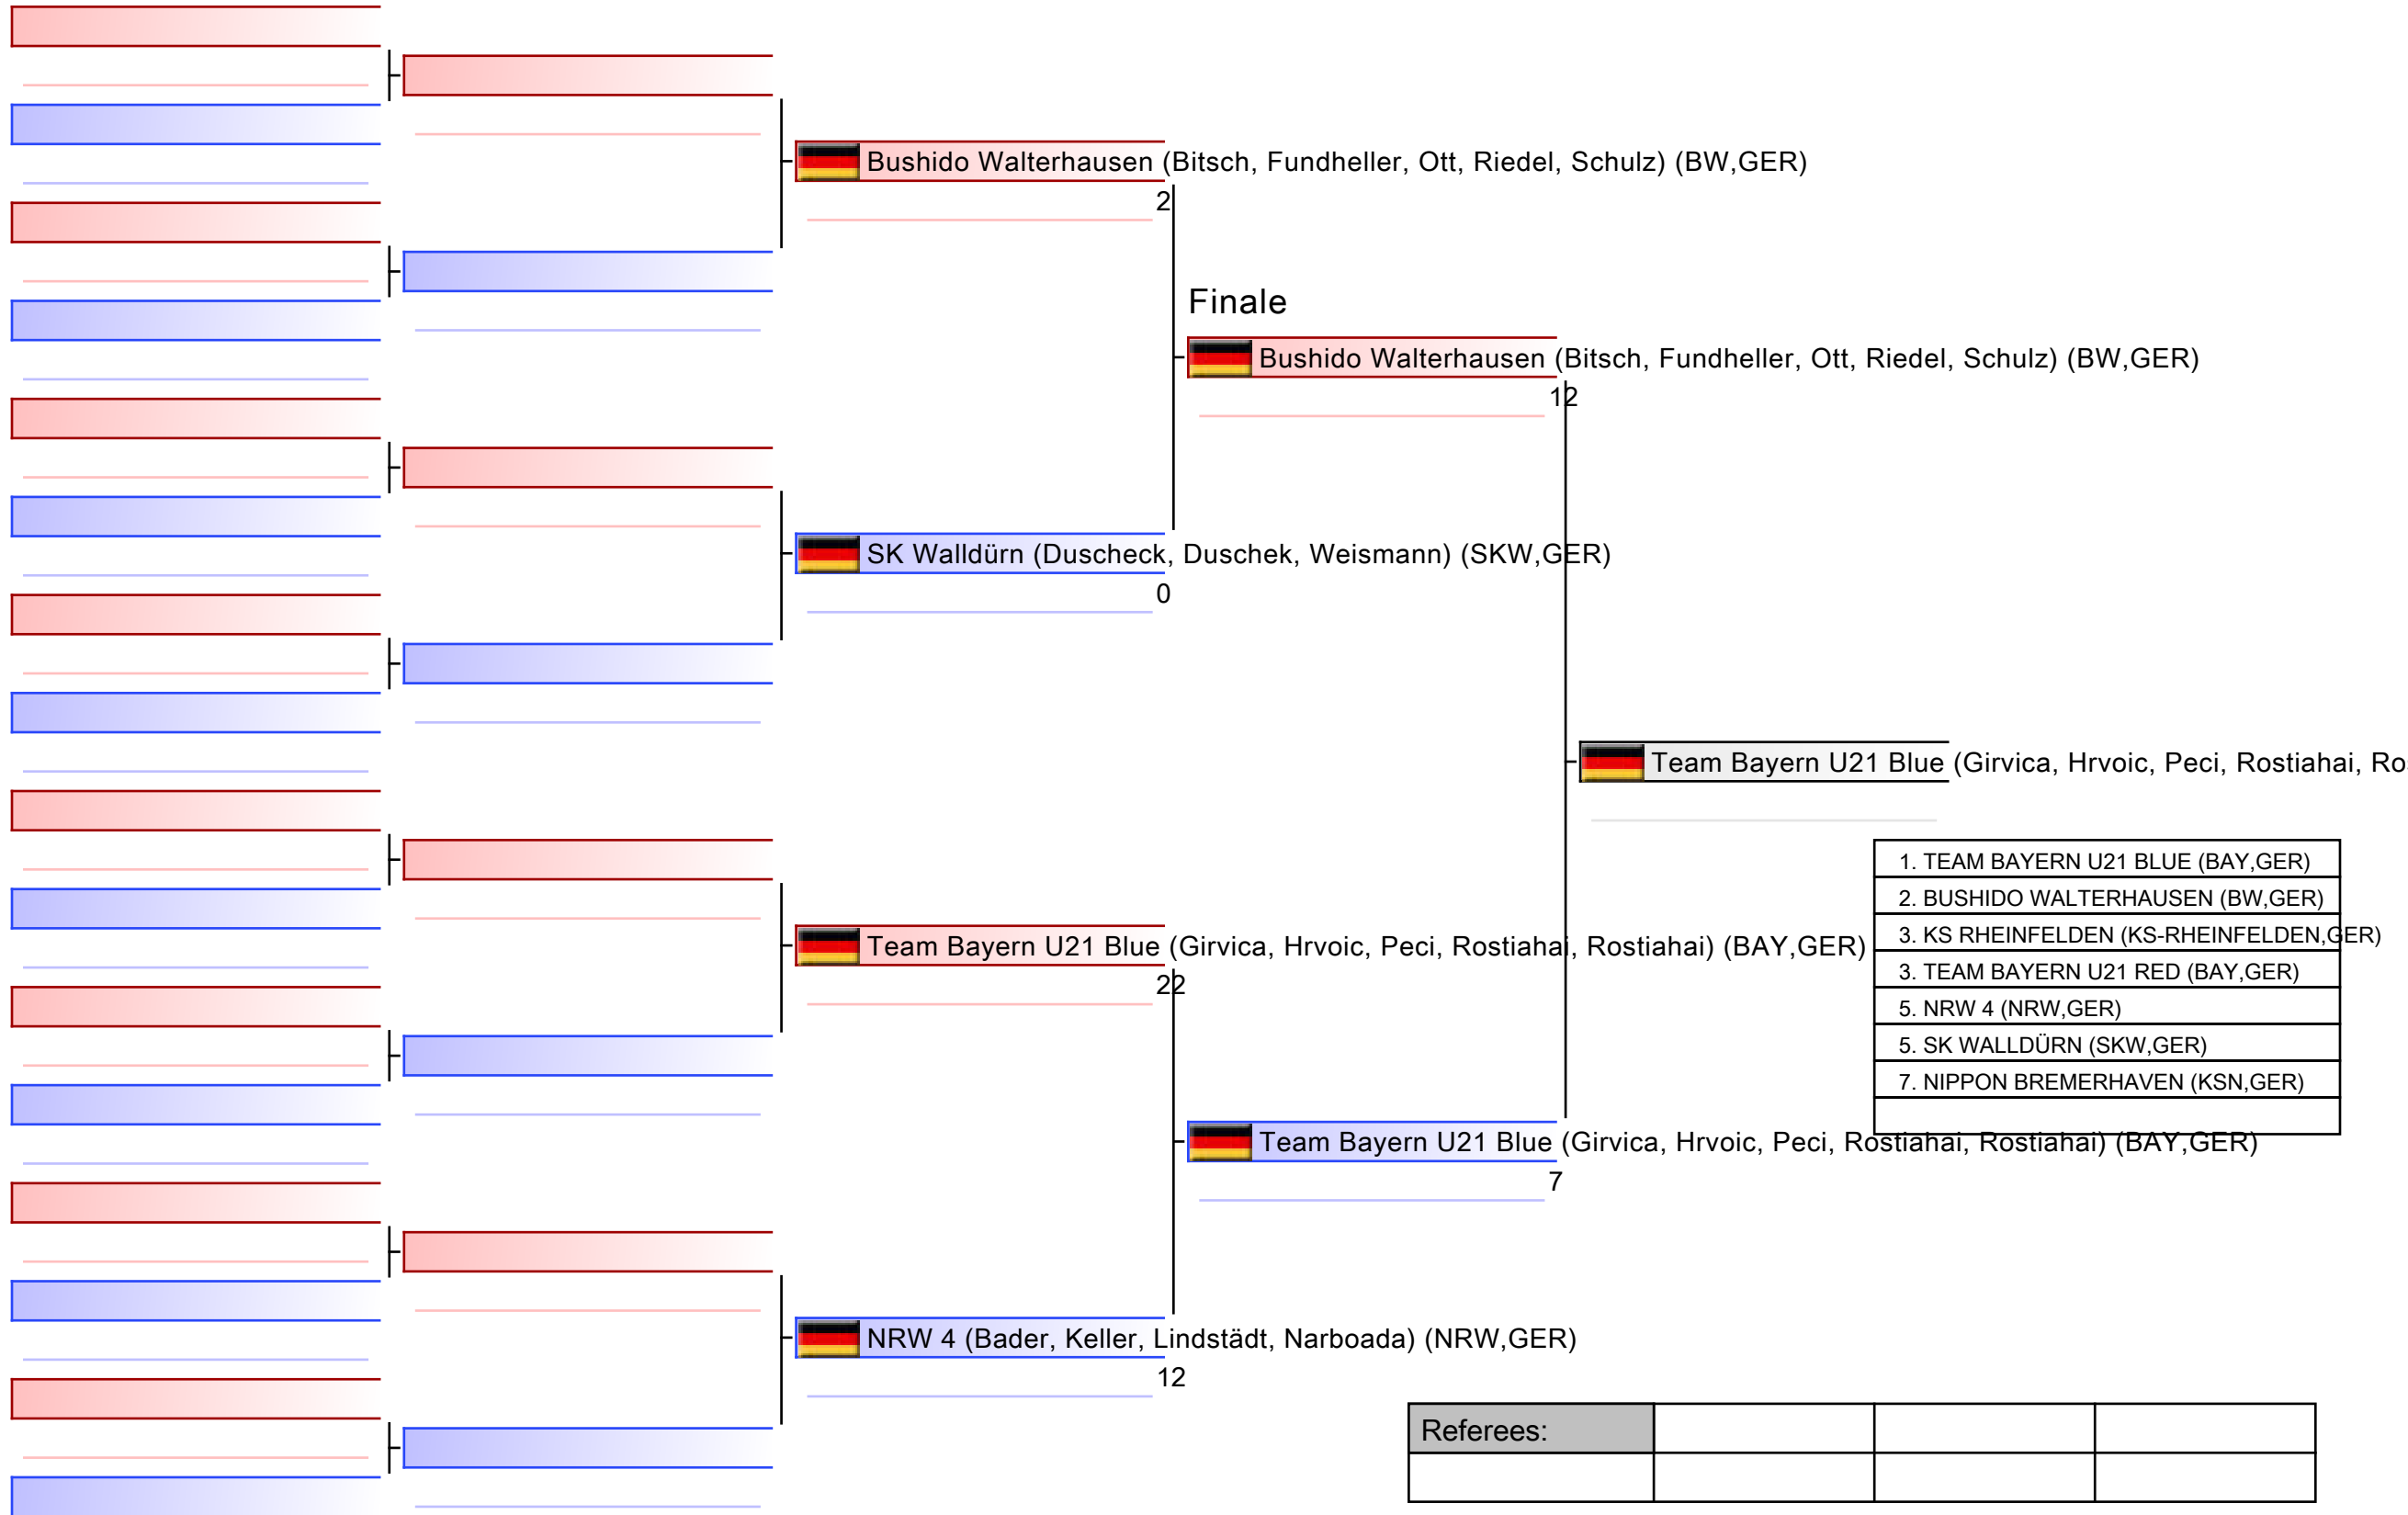 Bushido Walterhausen (Bitsch, Fundheller, Ott, Riedel, Schulz) (BW,GER)
2
Finale
Bushido Walterhausen (Bitsch, Fundheller, Ott, Riedel, Schulz) (BW,GER)
12
SK Walldürn (Duscheck, Duschek, Weismann) (SKW,GER)
0
Team Bayern U21 Blue (Girvica, Hrvoic, Peci, Rostiahai, Ro
1. TEAM BAYERN U21 BLUE (BAY,GER)
2. BUSHIDO WALTERHAUSEN (BW,GER)
3. KS RHEINFELDEN (KS-RHEINFELDEN,GER)
3. TEAM BAYERN U21 RED (BAY,GER)
5. NRW 4 (NRW,GER)
5. SK WALLDÜRN (SKW,GER)
7. NIPPON BREMERHAVEN (KSN,GER)
Team Bayern U21 Blue (Girvica, Hrvoic, Peci, Rostiahai, Rostiahai) (BAY,GER)
22
Team Bayern U21 Blue (Girvica, Hrvoic, Peci, Rostiahai, Rostiahai) (BAY,GER)
7
NRW 4 (Bader, Keller, Lindstädt, Narboada) (NRW,GER)
12
Referees: